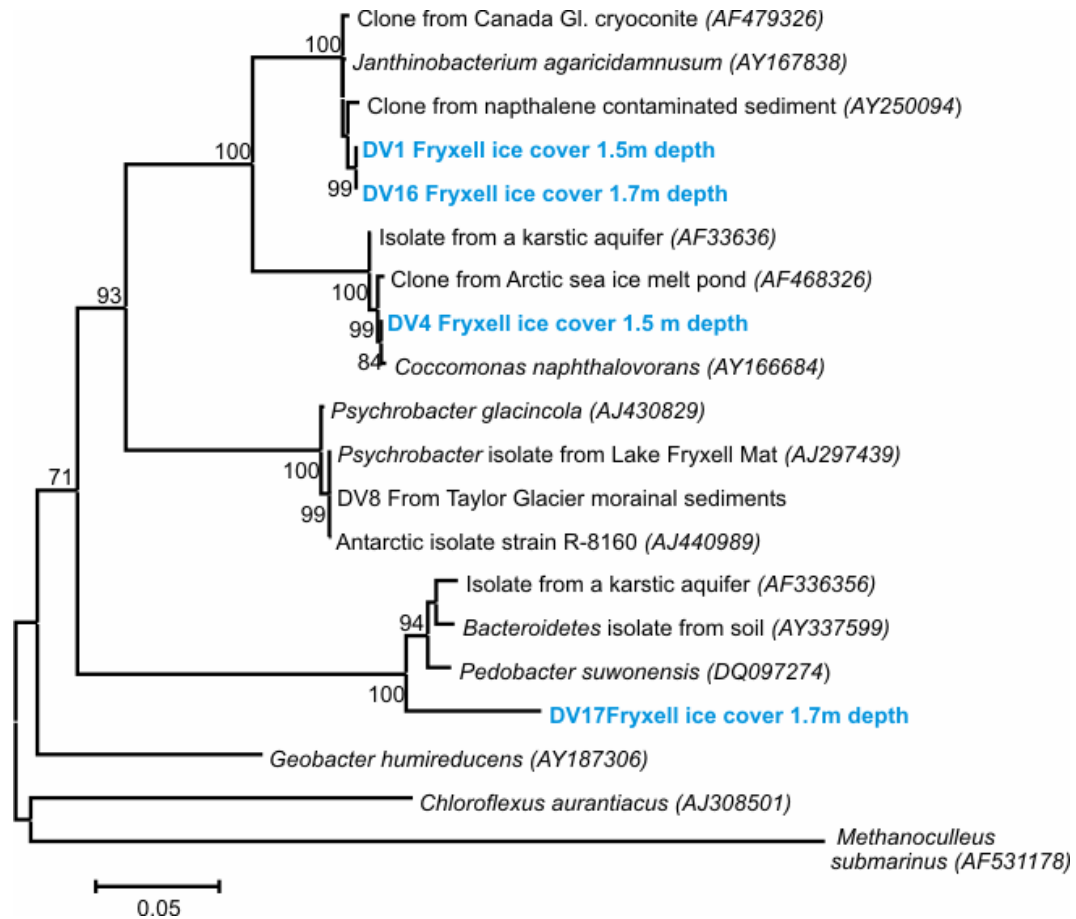 Clone from Canada Gl. cryoconite (AF479326)
100
Janthinobacterium agaricidamnusum (AY167838)
Clone from napthalene contaminated sediment (AY250094)
100
DV1 Fryxell ice cover 1.5m depth
99
DV16 Fryxell ice cover 1.7m depth
Isolate from a karstic aquifer (AF33636)
Clone from Arctic sea ice melt pond (AF468326)
100
93
99
DV4 Fryxell ice cover 1.5 m depth
84
Coccomonas naphthalovorans (AY166684)
Psychrobacter glacincola (AJ430829)
Psychrobacter isolate from Lake Fryxell Mat (AJ297439)
100
71
DV8 From Taylor Glacier morainal sediments
99
Antarctic isolate strain R-8160 (AJ440989)
Isolate from a karstic aquifer (AF336356)
94
Bacteroidetes isolate from soil (AY337599)
Pedobacter suwonensis (DQ097274)
100
DV17Fryxell ice cover 1.7m depth
Geobacter humireducens (AY187306)
Chloroflexus aurantiacus (AJ308501)
Methanoculleus
submarinus (AF531178)
0.05